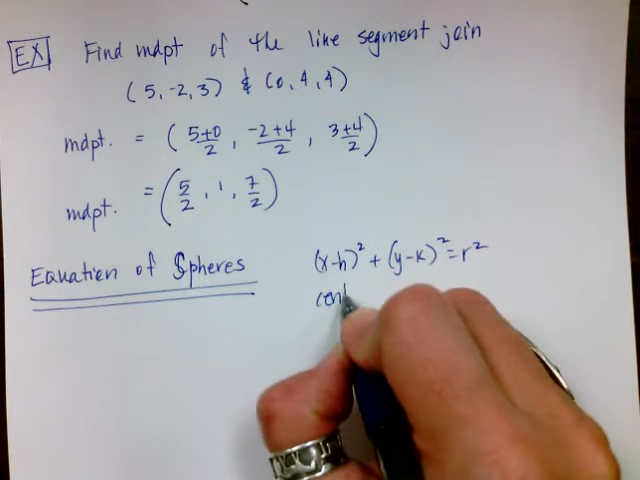 EX Find mdpt of the line segment join
(5, -2, 3) & (0, 4, 4)
mdpt. = ( 5+0/2 , -2+4/2 , 3+4/2 )
mdpt. = ( 5/2 , 1 , 7/2 )
Equation of Spheres
(x-h)² + (y-k)² = r²
cent